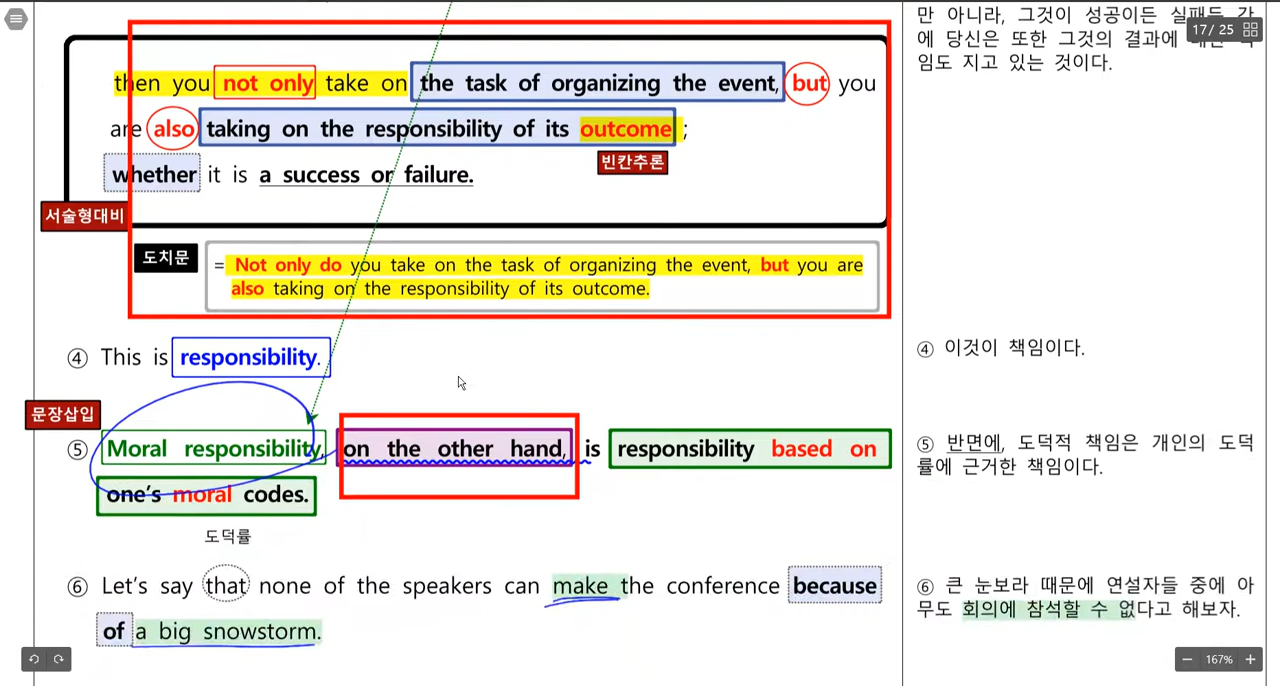 만 아니라, 그것이 성공이든 실패든 간
에 당신은 또한 그것의 결과에
임도 지고 있는 것이다.
17/ 25
then you not only take on the task of organizing the event, but you
are also taking on the responsibility of its outcome ;
빈칸추론
whether it is a success or failure.
서술형대비
도치문
= Not only do you take on the task of organizing the event, but you are
also taking on the responsibility of its outcome.
④ This is responsibility.
④ 이것이 책임이다.
문장삽입
⑤ Moral responsibility, on the other hand, is responsibility based on
one's moral codes.
도덕률
⑤ 반면에, 도덕적 책임은 개인의 도덕
률에 근거한 책임이다.
⑥ Let's say that none of the speakers can make the conference because
of a big snowstorm.
⑥ 큰 눈보라 때문에 연설자들 중에 아
무도 회의에 참석할 수 없다고 해보자.
167%